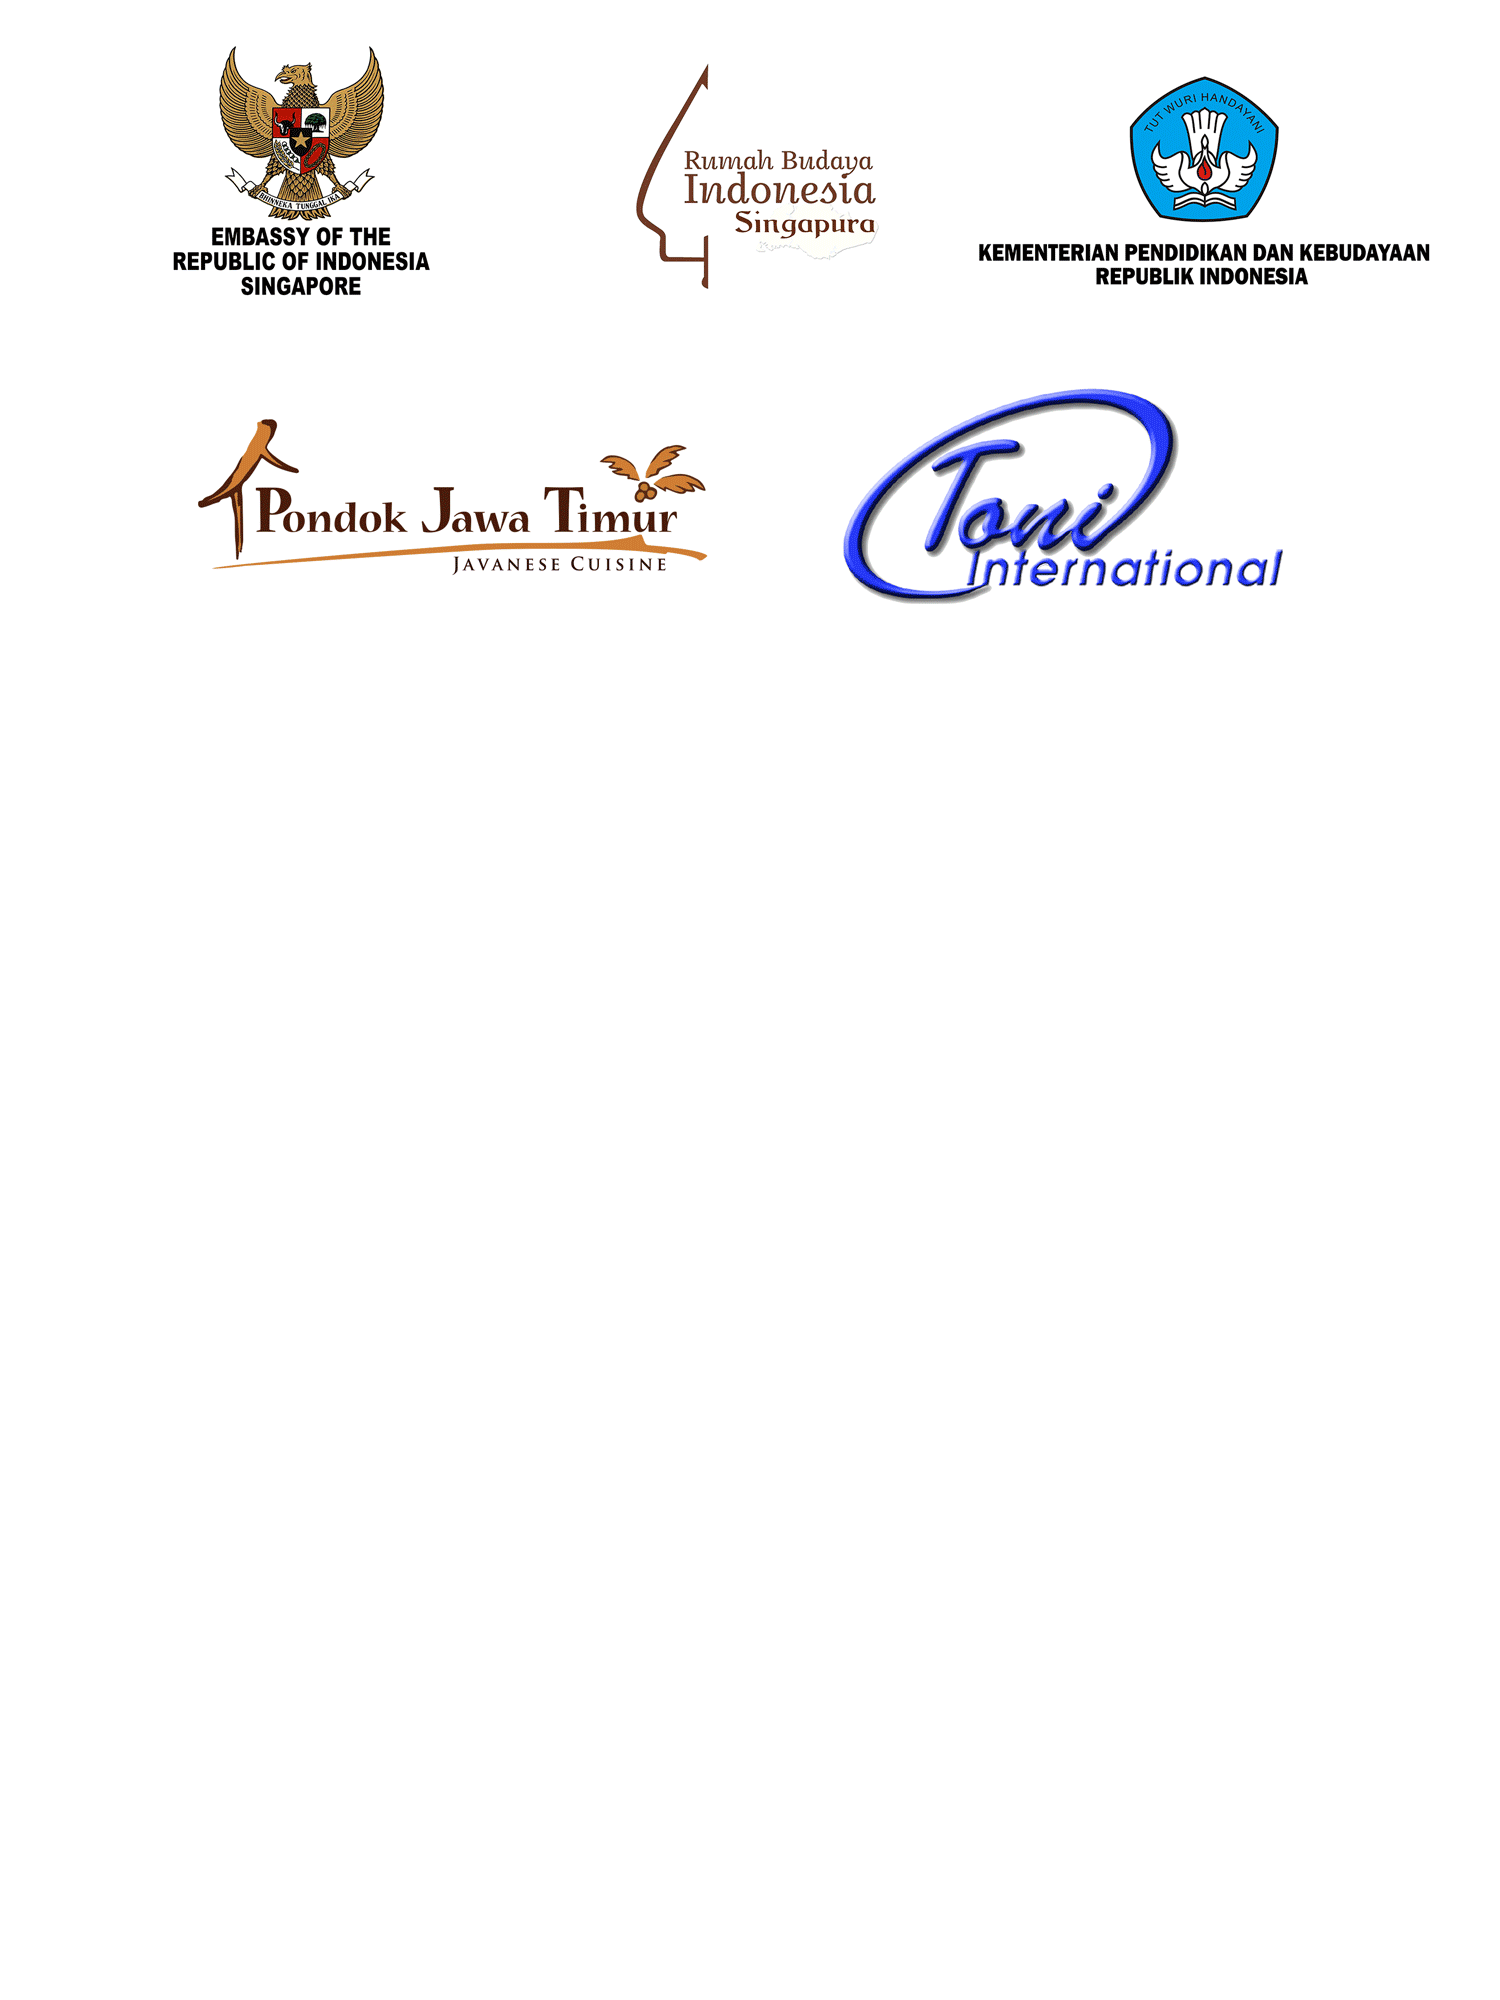 BHINNEKA TUNGGAL IKA
EMBASSY OF THE
REPUBLIC OF INDONESIA
SINGAPORE
Rumah Budaya
Indonesia
Singapura
TUT WURI HANDAYANI
KEMENTERIAN PENDIDIKAN DAN KEBUDAYAAN
REPUBLIK INDONESIA
Pondok Jawa Timur
Javanese Cuisine
Toni
International